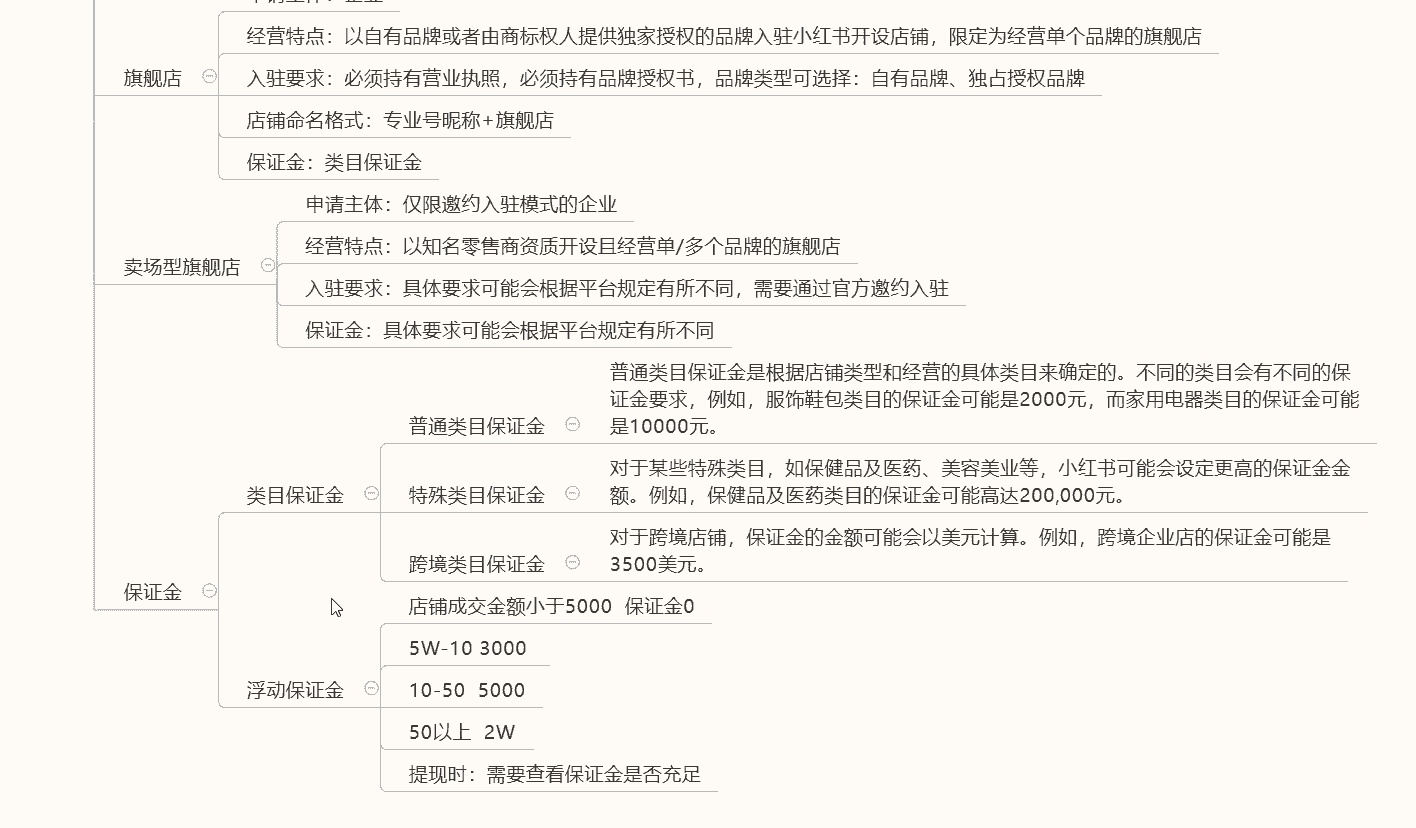 经营特点：以自有品牌或者由商标权人提供独家授权的品牌入驻小红书开设店铺，限定为经营单个品牌的旗舰店
旗舰店
入驻要求：必须持有营业执照，必须持有品牌授权书，品牌类型可选择：自有品牌、独占授权品牌
店铺命名格式：专业号昵称+旗舰店
保证金：类目保证金
申请主体：仅限邀约入驻模式的企业
经营特点：以知名零售商资质开设且经营单/多个品牌的旗舰店
卖场型旗舰店
入驻要求：具体要求可能会根据平台规定有所不同，需要通过官方邀约入驻
保证金：具体要求可能会根据平台规定有所不同
普通类目保证金是根据店铺类型和经营的具体类目来确定的。不同的类目会有不同的保
证金要求，例如，服饰鞋包类目的保证金可能是2000元，而家用电器类目的保证金可能
是10000元。
普通类目保证金
对于某些特殊类目，如保健品及医药、美容美业等，小红书可能会设定更高的保证金金
额。例如，保健品及医药类目的保证金可能高达200,000元。
类目保证金
特殊类目保证金
对于跨境店铺，保证金的金额可能会以美元计算。例如，跨境企业店的保证金可能是
3500美元。
跨境类目保证金
保证金
店铺成交金额小于5000  保证金0
5W-10 3000
浮动保证金
10-50  5000
50以上  2W
提现时：需要查看保证金是否充足